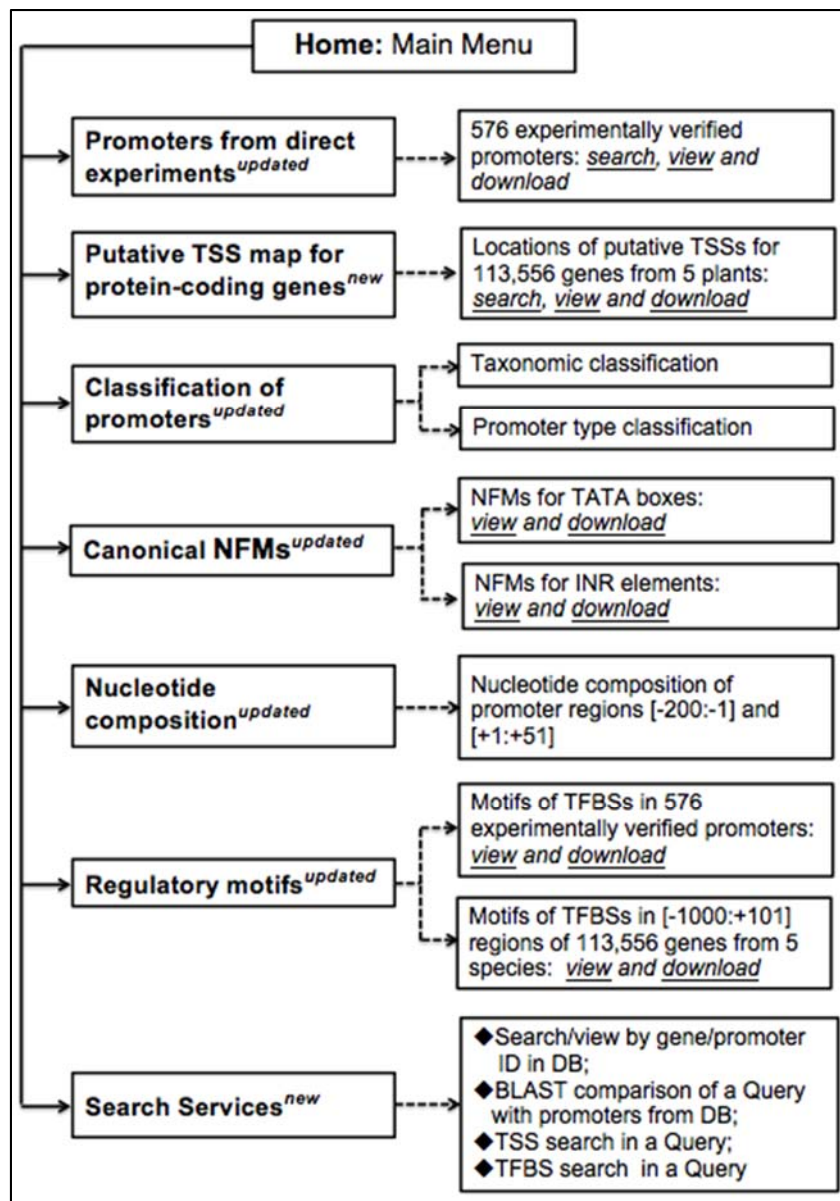 Home: Main Menu
Promoters from direct
experiments updated
576 experimentally verified
promoters: search, view and
download
Putative TSS map for
protein-coding genes new
Locations of putative TSSs for
113,556 genes from 5 plants:
search, view and download
Classification of
promoters updated
Taxonomic classification
Promoter type classification
Canonical NFMs updated
NFMs for TATA boxes:
view and download
NFMs for INR elements:
view and download
Nucleotide
composition updated
Nucleotide composition of
promoter regions [-200:-1] and
[+1:+51]
Regulatory motifs updated
Motifs of TFBSs in 576
experimentally verified promoters:
view and download
Motifs of TFBSs in [-1000:+101]
regions of 113,556 genes from 5
species: view and download
Search Services new
◆Search/view by gene/promoter
ID in DB;
◆BLAST comparison of a Query
with promoters from DB;
◆TSS search in a Query;
◆TFBS search in a Query